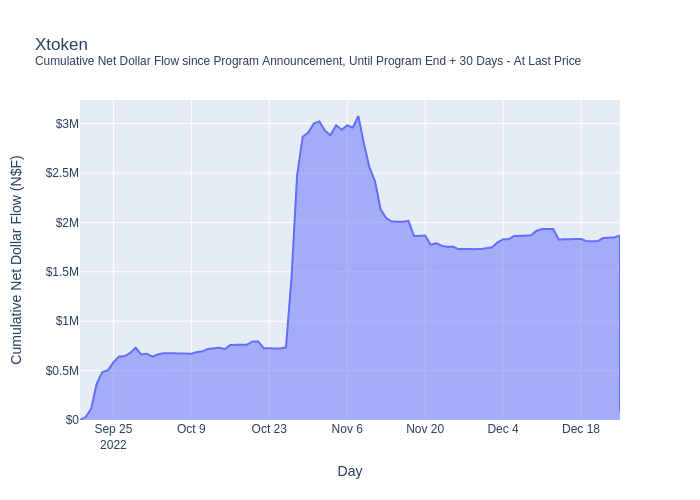 Xtoken
Cumulative Net Dollar Flow since Program Announcement, Until Program End + 30 Days - At Last Price
Cumulative Net Dollar Flow (N$F)
$3M
$2.5M
$2M
$1.5M
$1M
$0.5M
$0
Sep 25
2022
Oct 9
Oct 23
Nov 6
Nov 20
Dec 4
Dec 18
Day